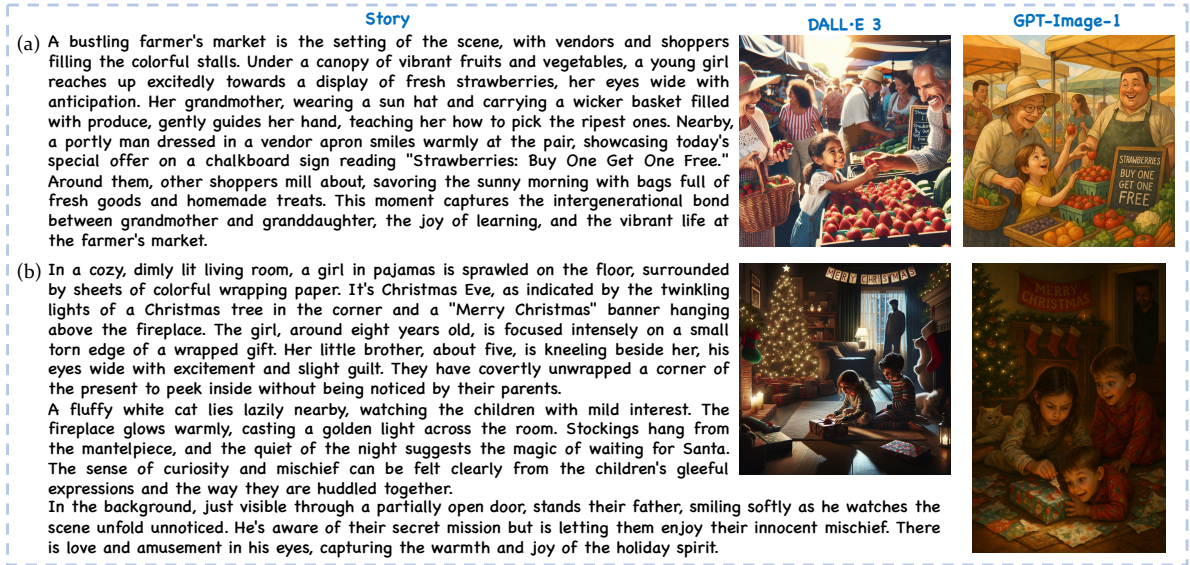 Story
DALL·E 3
GPT-Image-1
(a) A bustling farmer's market is the setting of the scene, with vendors and shoppers
filling the colorful stalls. Under a canopy of vibrant fruits and vegetables, a young girl
reaches up excitedly towards a display of fresh strawberries, her eyes wide with
anticipation. Her grandmother, wearing a sun hat and carrying a wicker basket filled
with produce, gently guides her hand, teaching her how to pick the ripest ones. Nearby,
a portly man dressed in a vendor apron smiles warmly at the pair, showcasing today's
special offer on a chalkboard sign reading "Strawberries: Buy One Get One Free."
Around them, other shoppers mill about, savoring the sunny morning with bags full of
fresh goods and homemade treats. This moment captures the intergenerational bond
between grandmother and granddaughter, the joy of learning, and the vibrant life at
the farmer's market.
STRAWBERRIES
BUY ONE
GET ONE
FREE
(b) In a cozy, dimly lit living room, a girl in pajamas is sprawled on the floor, surrounded
by sheets of colorful wrapping paper. It's Christmas Eve, as indicated by the twinkling
lights of a Christmas tree in the corner and a "Merry Christmas" banner hanging
above the fireplace. The girl, around eight years old, is focused intensely on a small
torn edge of a wrapped gift. Her little brother, about five, is kneeling beside her, his
eyes wide with excitement and slight guilt. They have covertly unwrapped a corner of
the present to peek inside without being noticed by their parents.
A fluffy white cat lies lazily nearby, watching the children with mild interest. The
fireplace glows warmly, casting a golden light across the room. Stockings hang from
the mantelpiece, and the quiet of the night suggests the magic of waiting for Santa.
The sense of curiosity and mischief can be felt clearly from the children's gleeful
expressions and the way they are huddled together.
In the background, just visible through a partially open door, stands their father, smiling softly as he watches the
scene unfold unnoticed. He's aware of their secret mission but is letting them enjoy their innocent mischief. There
is love and amusement in his eyes, capturing the warmth and joy of the holiday spirit.
MERRY
CHRISTMAS